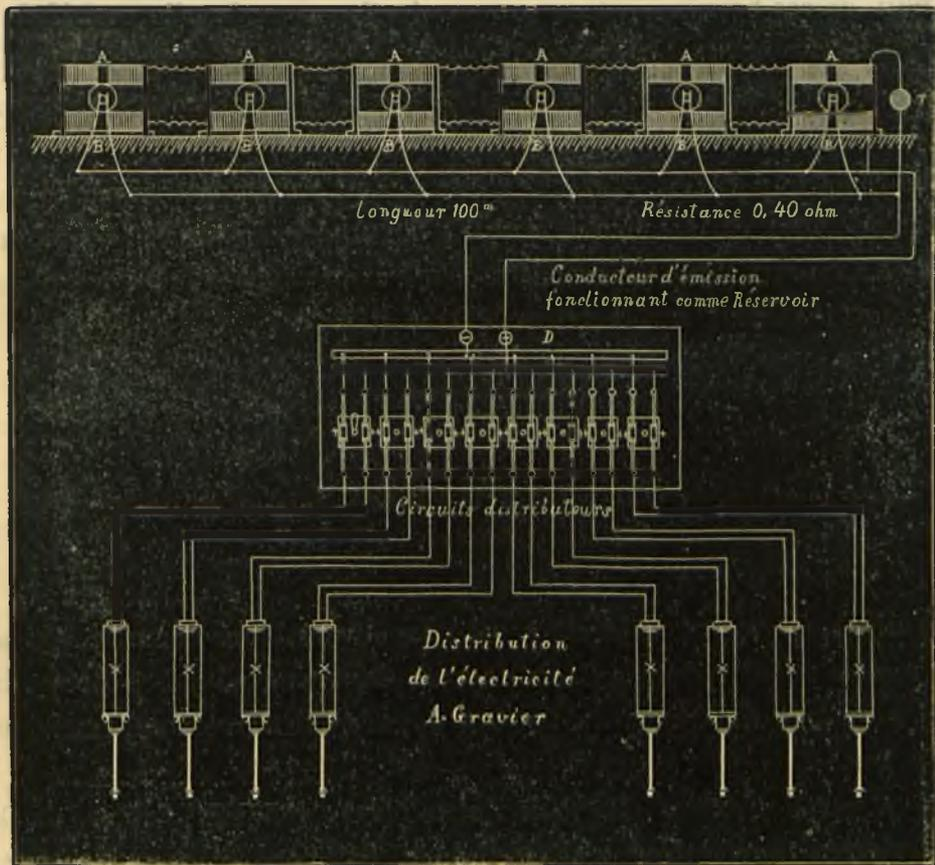 A A A A A A
T
B B B E B B
Longueur 100ᵐ Résistance 0, 40 ohm
Conducteur d'émission
fonctionnant comme Réservoir
D
Circuits distributeurs
Distribution
de l'électricité
A. Gravier